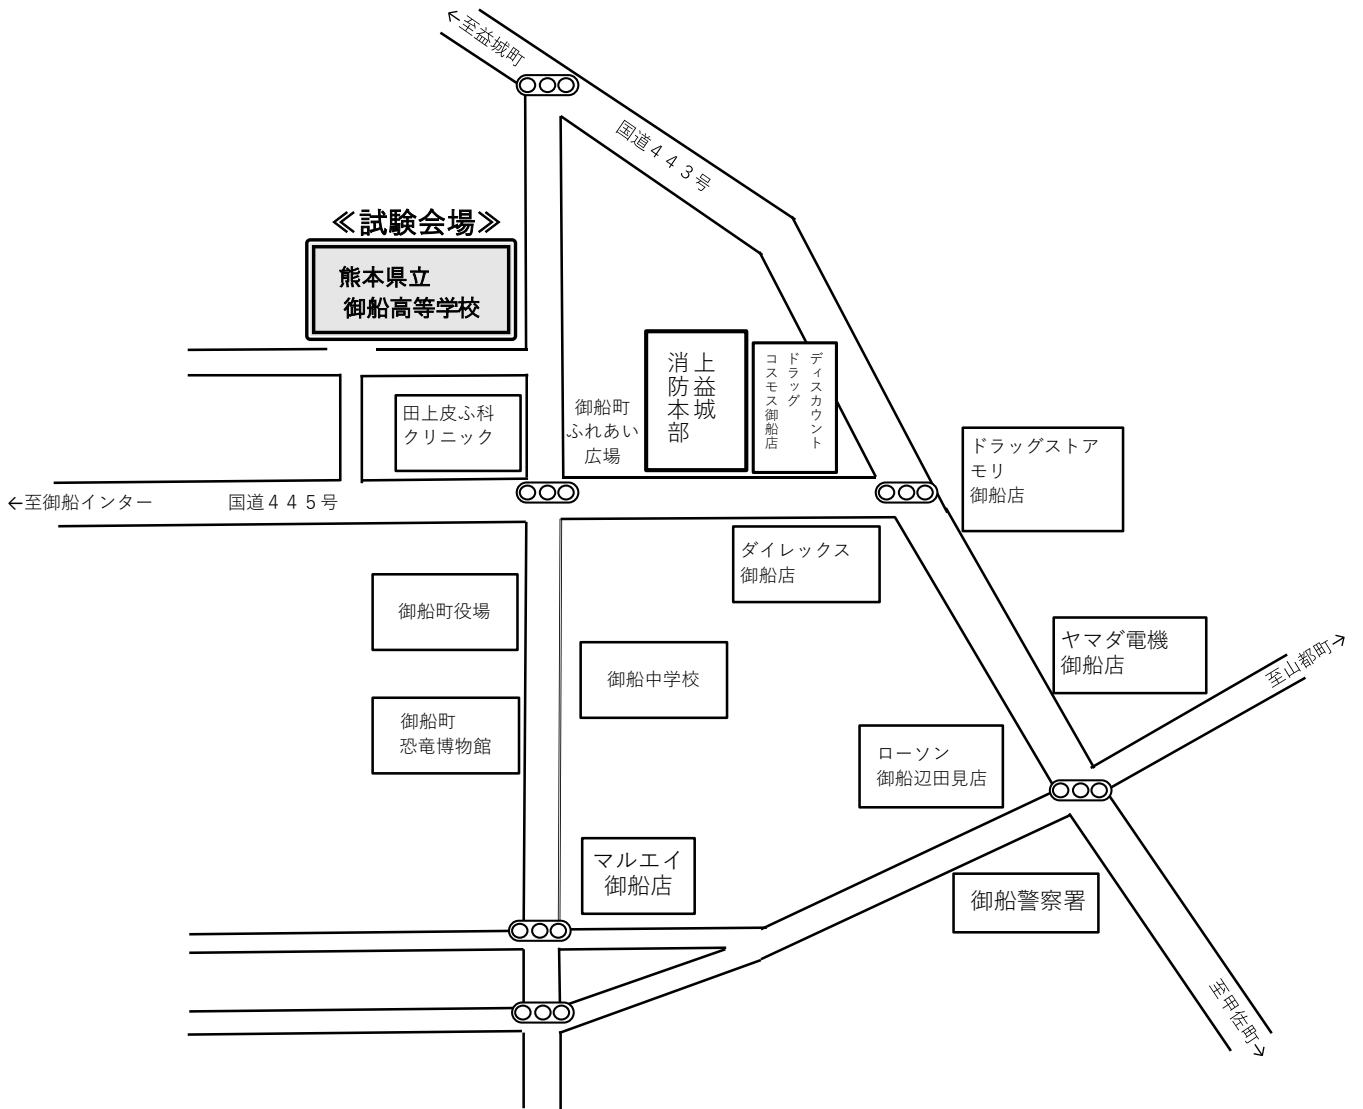 ←至益城町
国道４４３号
≪試験会場≫
熊本県立
御船高等学校
上益城
消防本部
ディスカウント
ドラッグ
コスモス御船店
御船町
ふれあい
広場
田上皮ふ科
クリニック
ドラッグストア
モリ
御船店
←至御船インター
国道４４５号
ダイレックス
御船店
御船町役場
ヤマダ電機
御船店
至山都町→
御船中学校
御船町
恐竜博物館
ローソン
御船辺田見店
マルエイ
御船店
御船警察署
至甲佐町→